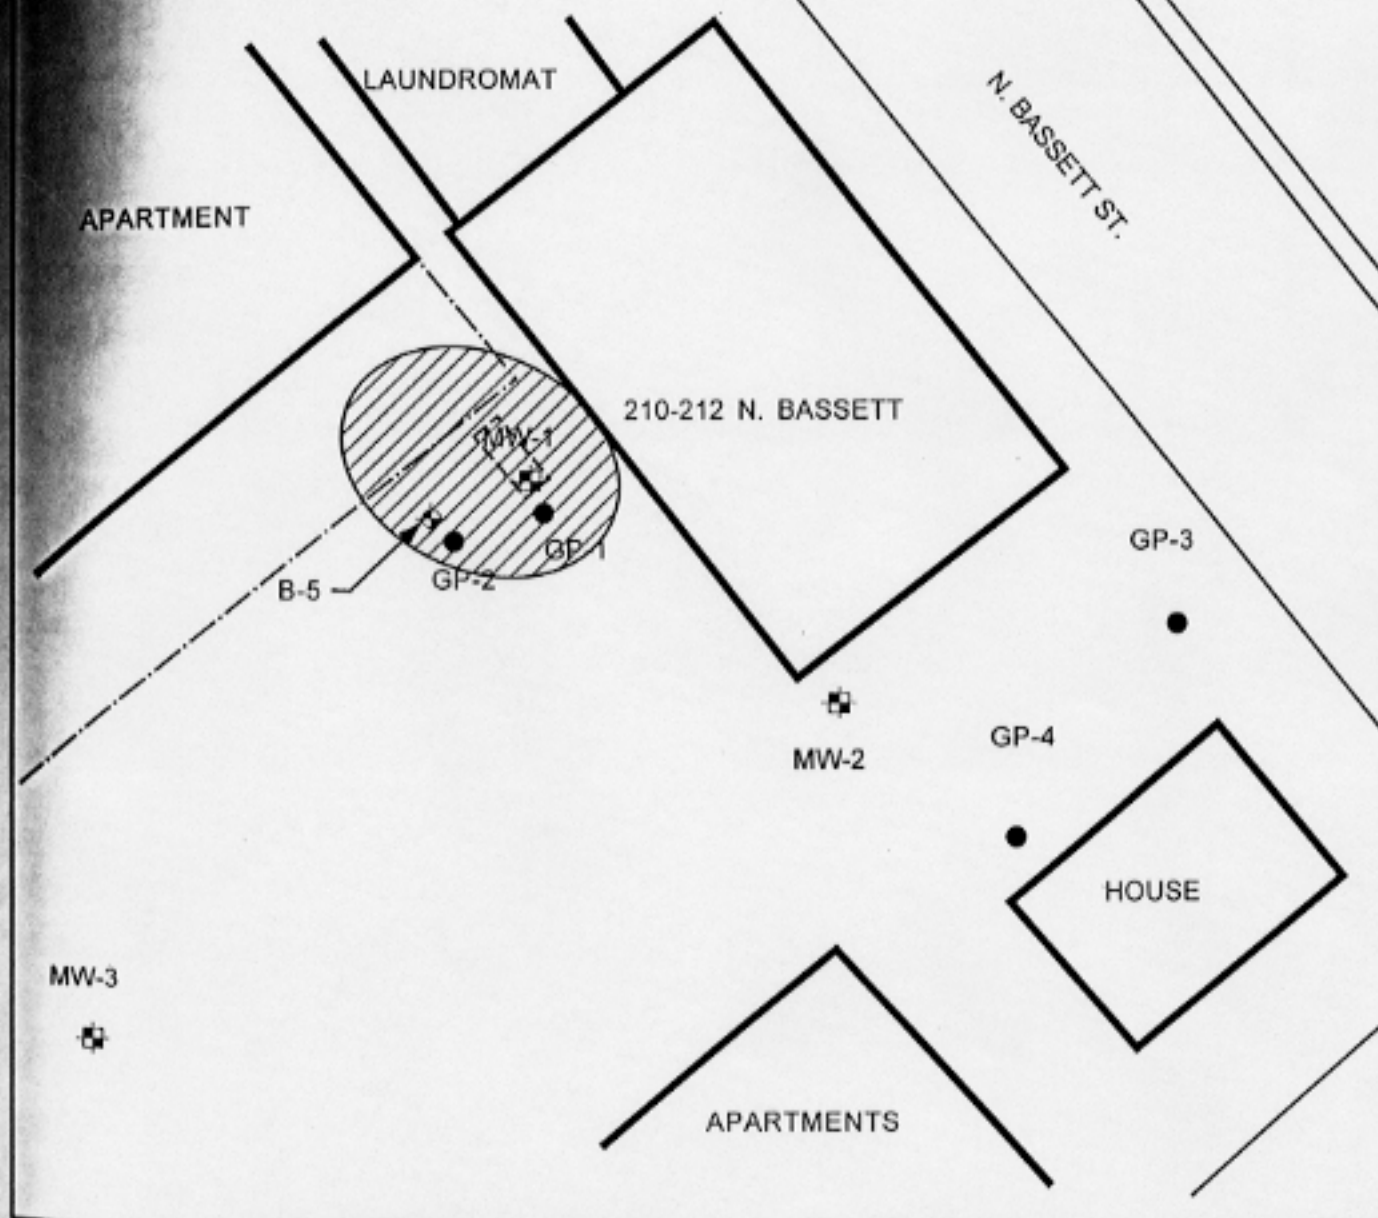 LAUNDROMAT
N. BASSETT ST.
APARTMENT
210-212 N. BASSETT
MW-1
GP-1
GP-2
B-5
GP-3
GP-4
MW-2
HOUSE
MW-3
APARTMENTS